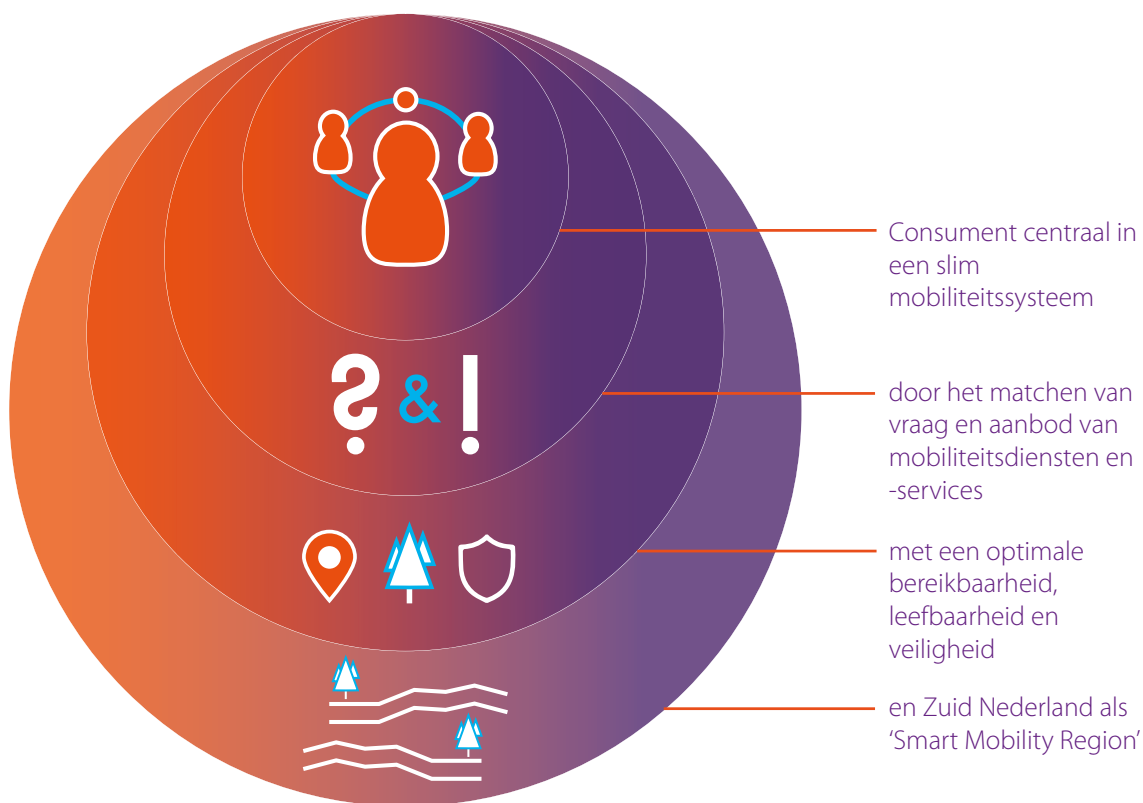 ? & !
Consument centraal in
een slim
mobiliteitssysteem
door het matchen van
vraag en aanbod van
mobiliteitsdiensten en
-services
met een optimale
bereikbaarheid,
leefbaarheid en
veiligheid
en Zuid Nederland als
‘Smart Mobility Region’